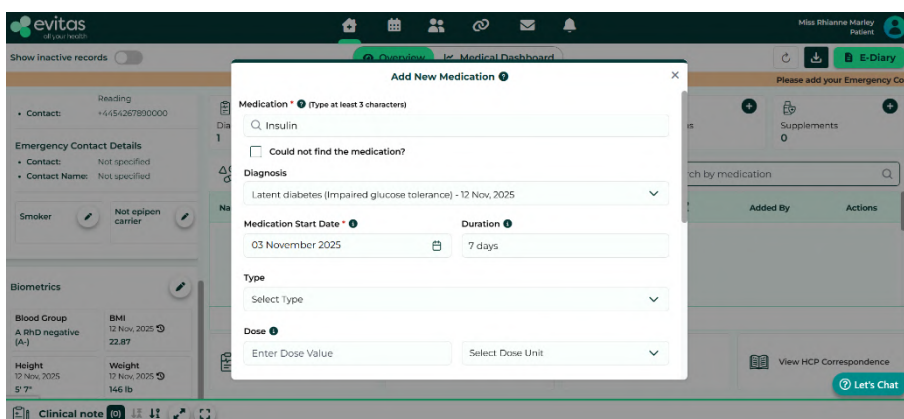 evitas
all your health
Miss Rhianne Marley
Patient
Show inactive records
Overview
Medical Dashboard
E-Diary
Please add your Emergency Co
Reading
• Contact: +4454267890000
Emergency Contact Details
• Contact: Not specified
• Contact Name: Not specified
Smoker
Not epipen
carrier
Biometrics
Blood Group
A RhD negative
(A-)
BMI
12 Nov, 2025
22.87
Height
12 Nov, 2025
5' 7"
Weight
12 Nov, 2025
146 lb
Dia
1
Na
Add New Medication
Medication * (Type at least 3 characters)
Insulin
Could not find the medication?
Diagnosis
Latent diabetes (Impaired glucose tolerance) - 12 Nov, 2025
Medication Start Date *
Duration
03 November 2025
7 days
Type
Select Type
Dose
Enter Dose Value
Select Dose Unit
Supplements
0
ch by medication
Added By
Actions
View HCP Correspondence
Let's Chat
Clinical note (0)